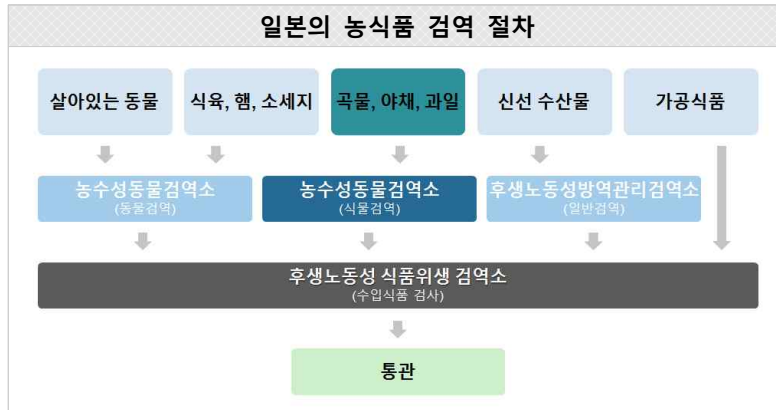 일본의 농식품 검역 절차
살아있는 동물
식육, 햄, 소세지
곡물, 야채, 과일
신선 수산물
가공식품
농수성동물검역소
(동물검역)
농수성동물검역소
(식물검역)
후생노동성방역관리검역소
(일반검역)
후생노동성 식품위생 검역소
(수입식품 검사)
통관